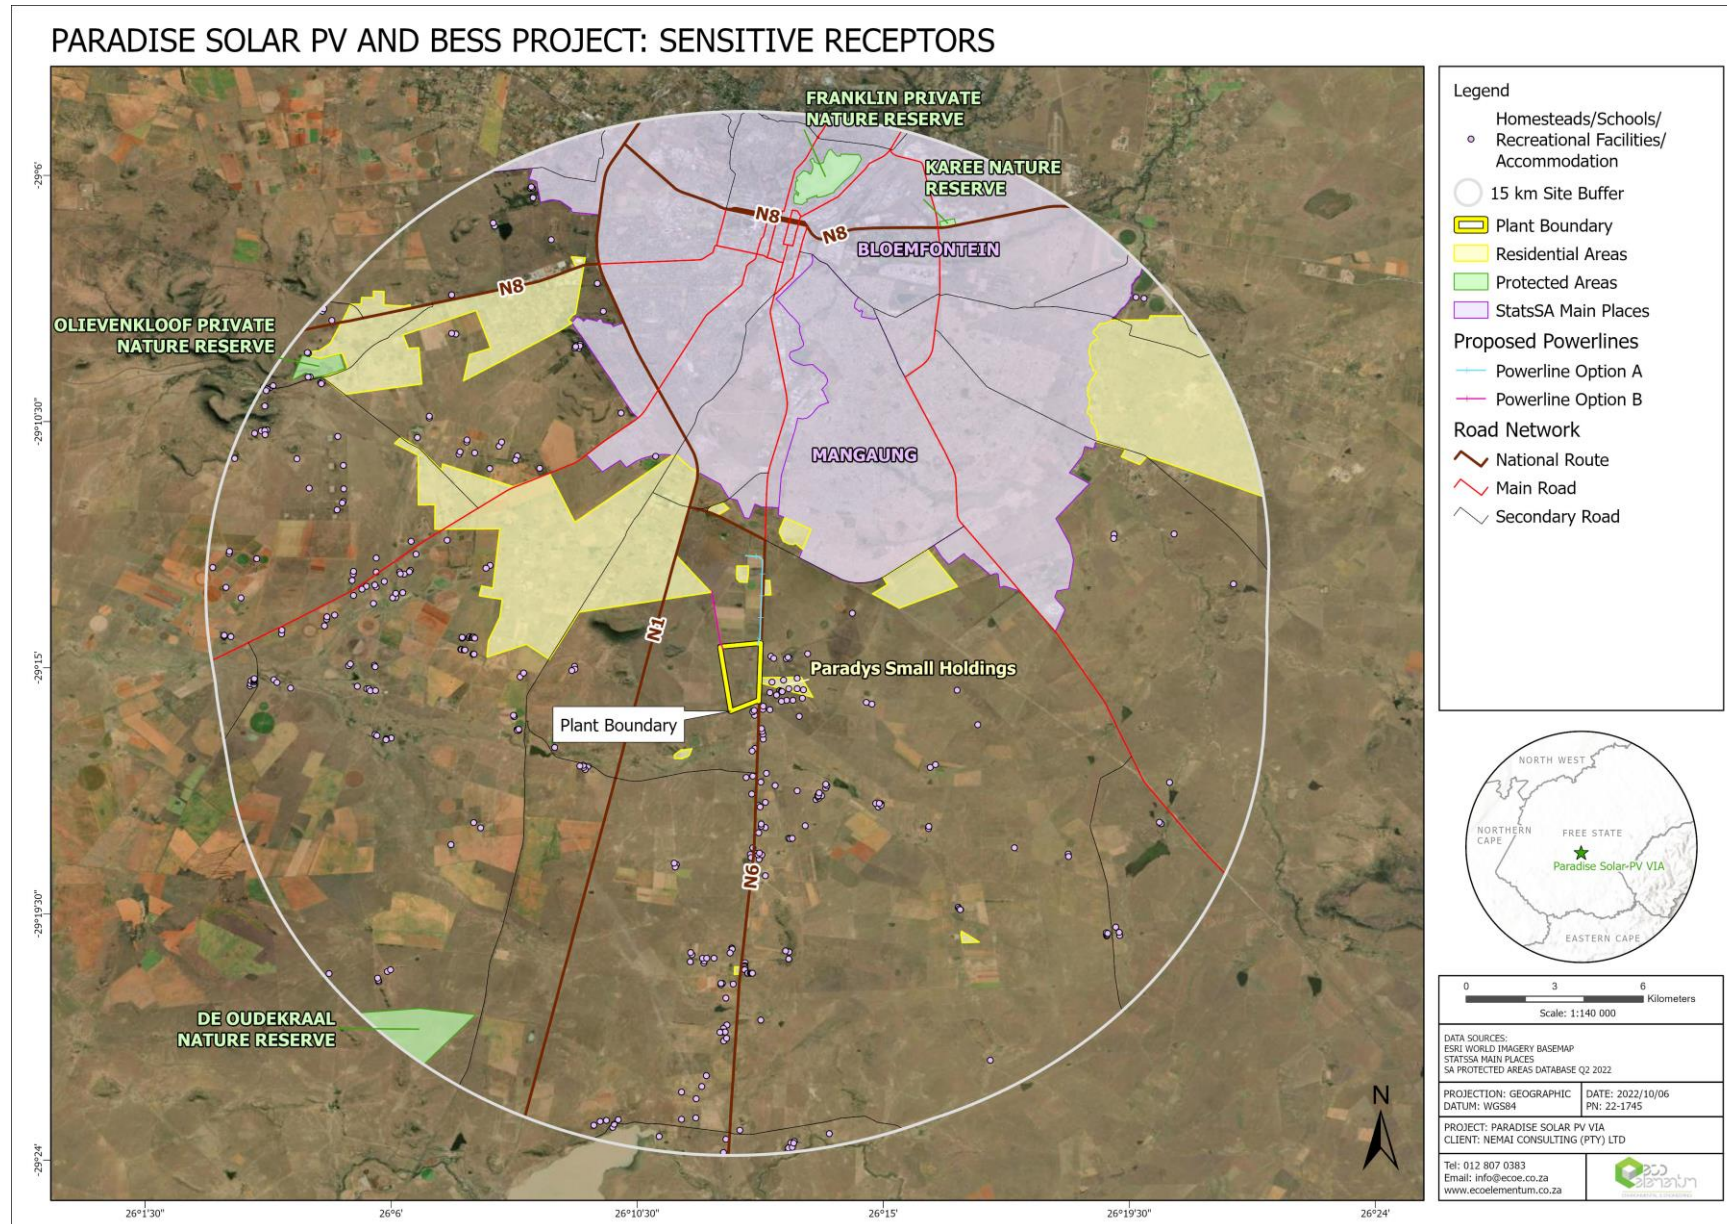 PARADISE SOLAR PV AND BESS PROJECT: SENSITIVE RECEPTORS
FRANKLIN PRIVATE
NATURE RESERVE
KAREE NATURE
RESERVE
N8
N8
BLOEMFONTEIN
N8
OLIEVENKLOOF PRIVATE
NATURE RESERVE
MANGAUNG
N1
Paradys Small Holdings
Plant Boundary
N6
DE OUDEKRAAL
NATURE RESERVE
N
-29°6'
-29°10'30"
-29°15'
-29°19'30"
-29°24'
26°1'30"
26°6'
26°10'30"
26°15'
26°19'30"
26°24'
Legend
Homesteads/Schools/
Recreational Facilities/
Accommodation
15 km Site Buffer
Plant Boundary
Residential Areas
Protected Areas
StatsSA Main Places
Proposed Powerlines
Powerline Option A
Powerline Option B
Road Network
National Route
Main Road
Secondary Road
NORTH WEST
NORTHERN
CAPE
FREE STATE
Paradise Solar-PV VIA
EASTERN CAPE
0 3 6
Kilometers
Scale: 1:140 000
DATA SOURCES:
ESRI WORLD IMAGERY BASEMAP
STATSSA MAIN PLACES
SA PROTECTED AREAS DATABASE Q2 2022
PROJECTION: GEOGRAPHIC
DATUM: WGS84
DATE: 2022/10/06
PN: 22-1745
PROJECT: PARADISE SOLAR PV VIA
CLIENT: NEMAI CONSULTING (PTY) LTD
Tel: 012 807 0383
Email: info@ecoe.co.za
www.ecoelementum.co.za
eco
elementum